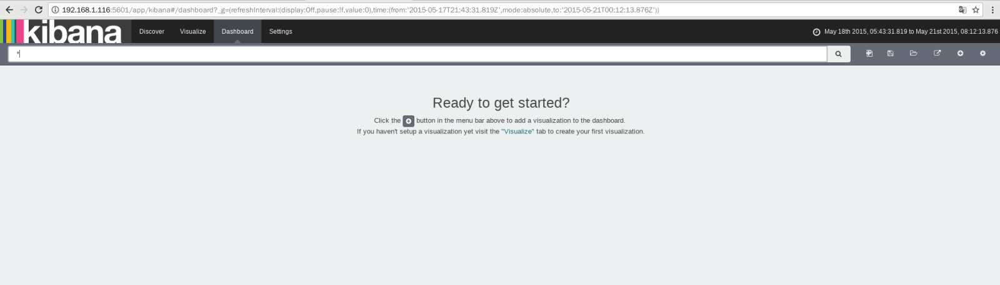 192.168.1.116:5601/app/kibana#/dashboard?_g=(refreshInterval:(display:Off,pause:!f,value:0),time:(from:'2015-05-17T21:43:31.819Z',mode:absolute,to:'2015-05-21T00:12:13.876Z'))
kibana Discover Visualize Dashboard Settings May 18th 2015, 05:43:31.819 to May 21st 2015, 08:12:13.876
*
Ready to get started?
Click the button in the menu bar above to add a visualization to the dashboard.
If you haven't setup a visualization yet visit the "Visualize" tab to create your first visualization.